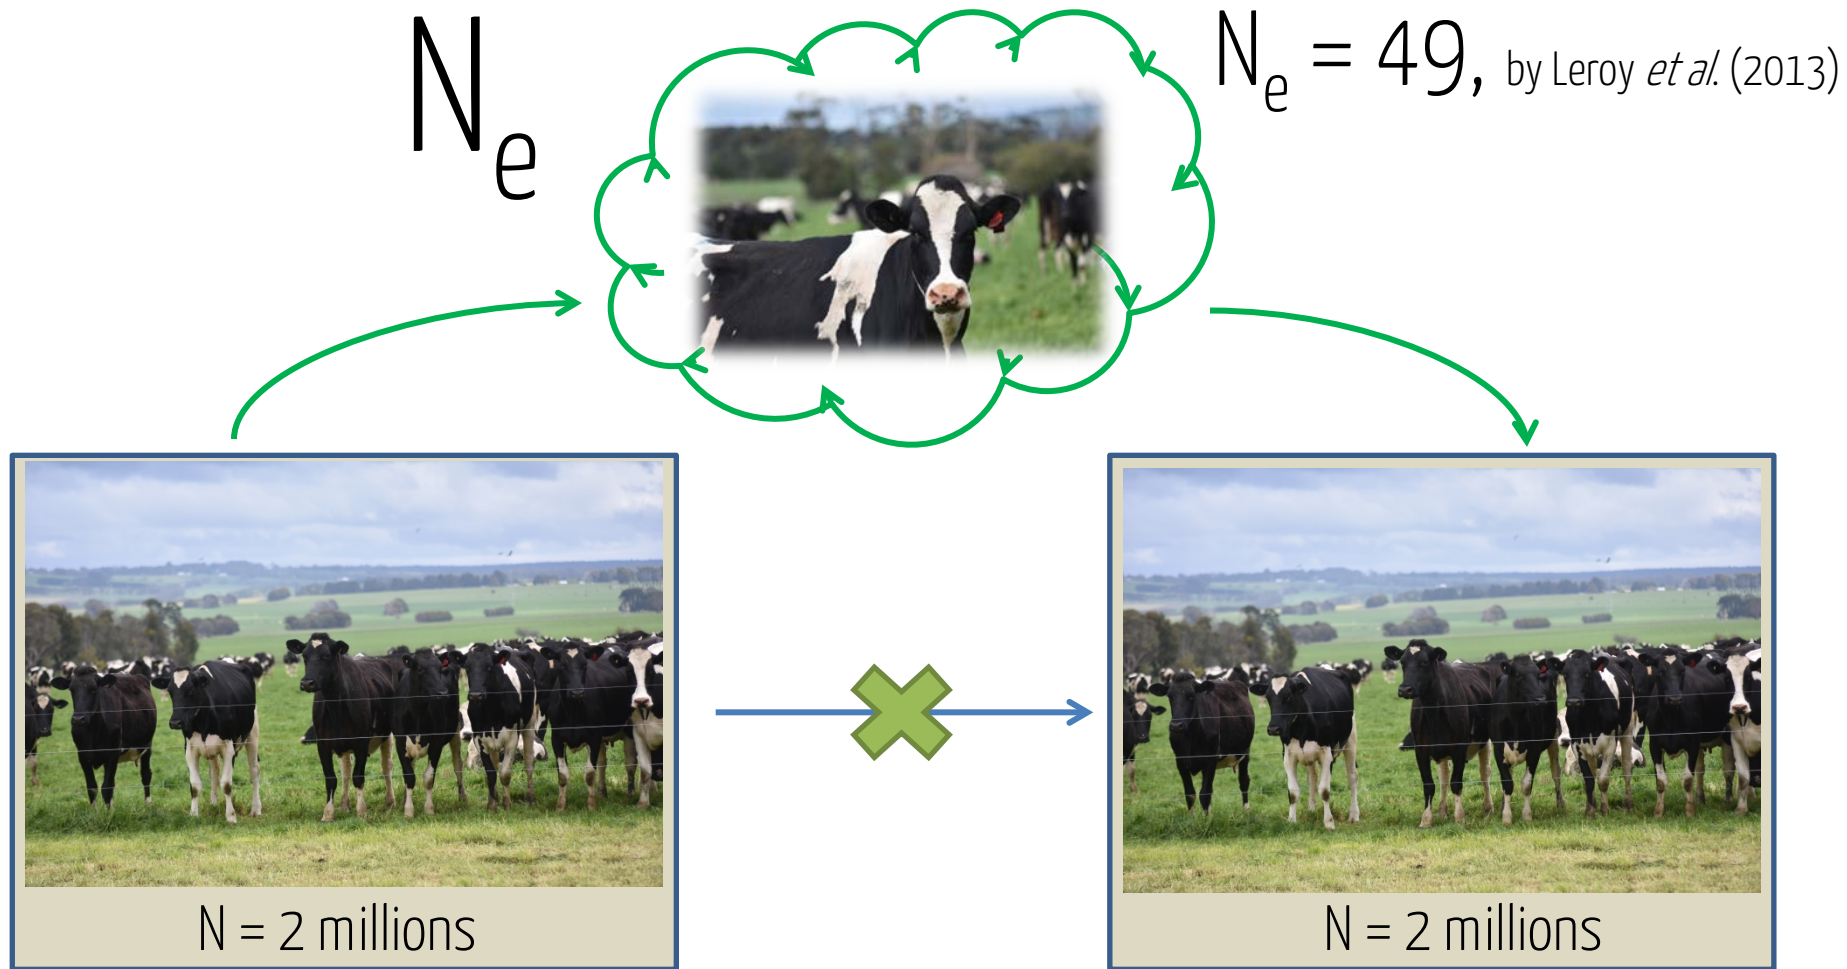 Ne
Ne = 49, by Leroy et al. (2013)
N = 2 millions
N = 2 millions